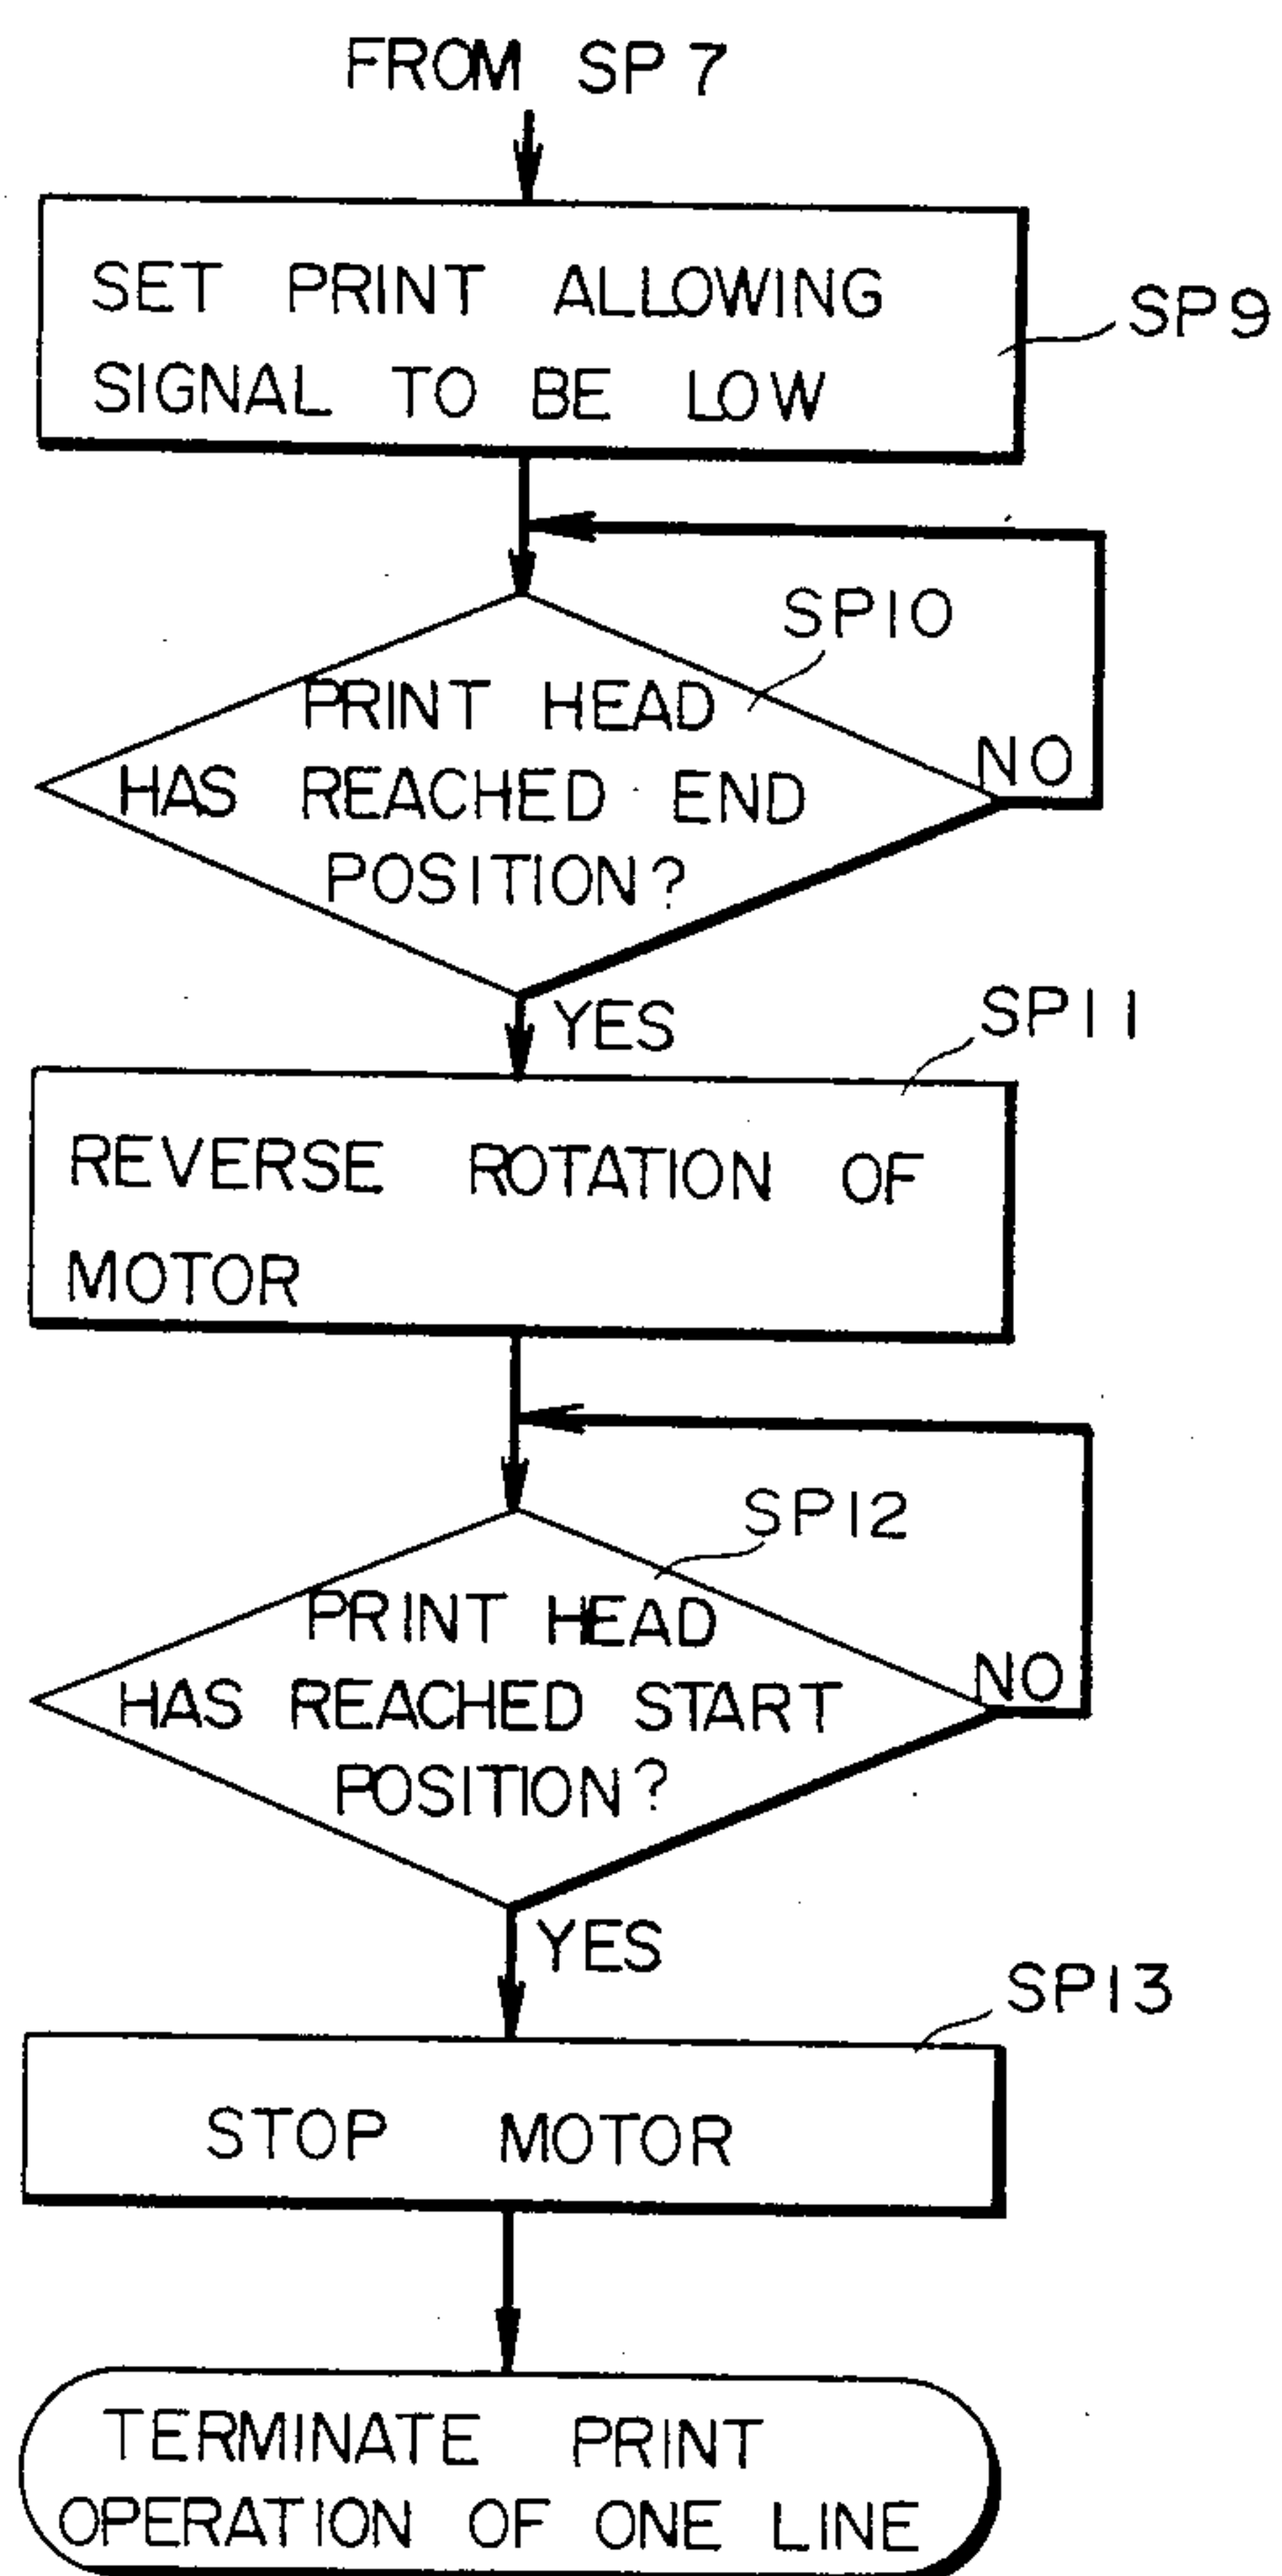 FROM SP7
SET PRINT ALLOWING
SIGNAL TO BE LOW
SP9
SP10
PRINT HEAD
HAS REACHED END
POSITION?
NO
YES
SP11
REVERSE ROTATION OF
MOTOR
SP12
PRINT HEAD
HAS REACHED START
POSITION?
NO
YES
SP13
STOP MOTOR
TERMINATE PRINT
OPERATION OF ONE LINE